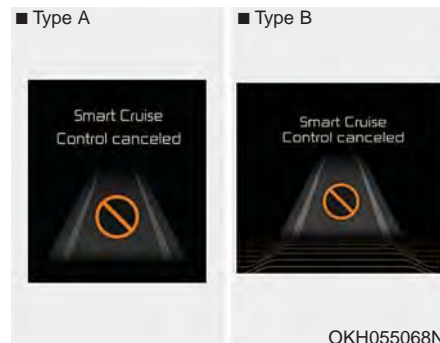 ■ Type A
Smart Cruise
Control canceled
■ Type B
Smart Cruise
Control canceled
OKH055068N